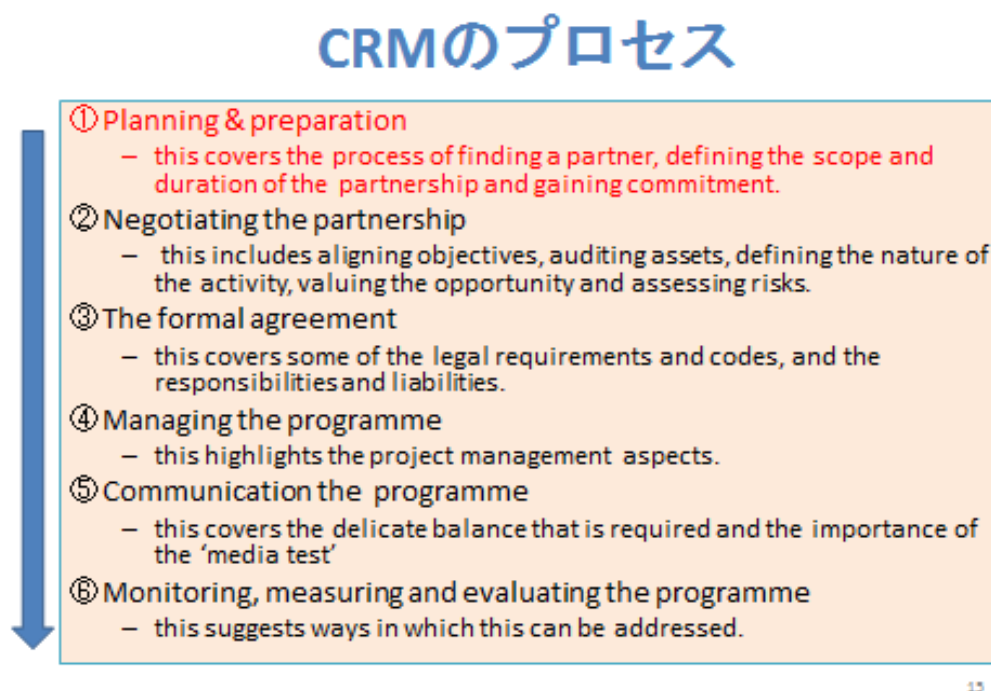 CRMのプロセス
①Planning & preparation
– this covers the process of finding a partner, defining the scope and
duration of the partnership and gaining commitment.
②Negotiating the partnership
– this includes aligning objectives, auditing assets, defining the nature of
the activity, valuing the opportunity and assessing risks.
③The formal agreement
– this covers some of the legal requirements and codes, and the
responsibilities and liabilities.
④Managing the programme
– this highlights the project management aspects.
⑤Communication the programme
– this covers the delicate balance that is required and the importance of
the ‘media test’
⑥Monitoring, measuring and evaluating the programme
– this suggests ways in which this can be addressed.
15